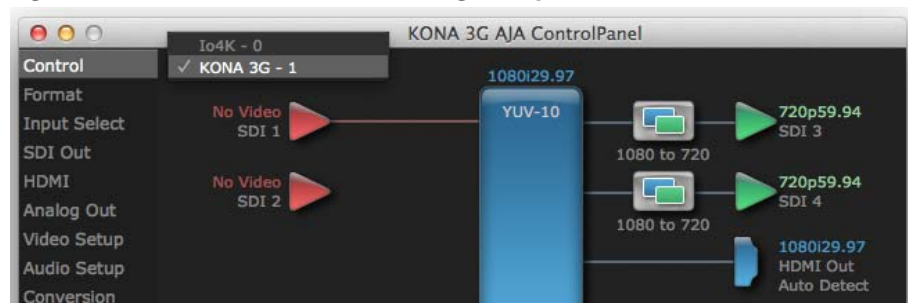 KONA 3G AJA ControlPanel
Io4K - 0
✓ KONA 3G - 1
Control
Format
Input Select
SDI Out
HDMI
Analog Out
Video Setup
Audio Setup
Conversion
1080i29.97
YUV-10
No Video
SDI 1
No Video
SDI 2
1080 to 720
720p59.94
SDI 3
1080 to 720
720p59.94
SDI 4
1080i29.97
HDMI Out
Auto Detect